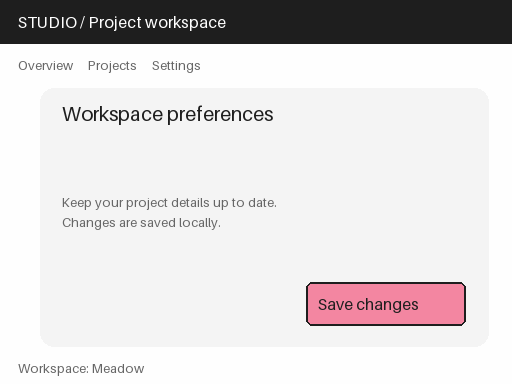 STUDIO / Project workspace
Overview Projects Settings
Workspace preferences
Keep your project details up to date.
Changes are saved locally.
Save changes
Workspace: Meadow